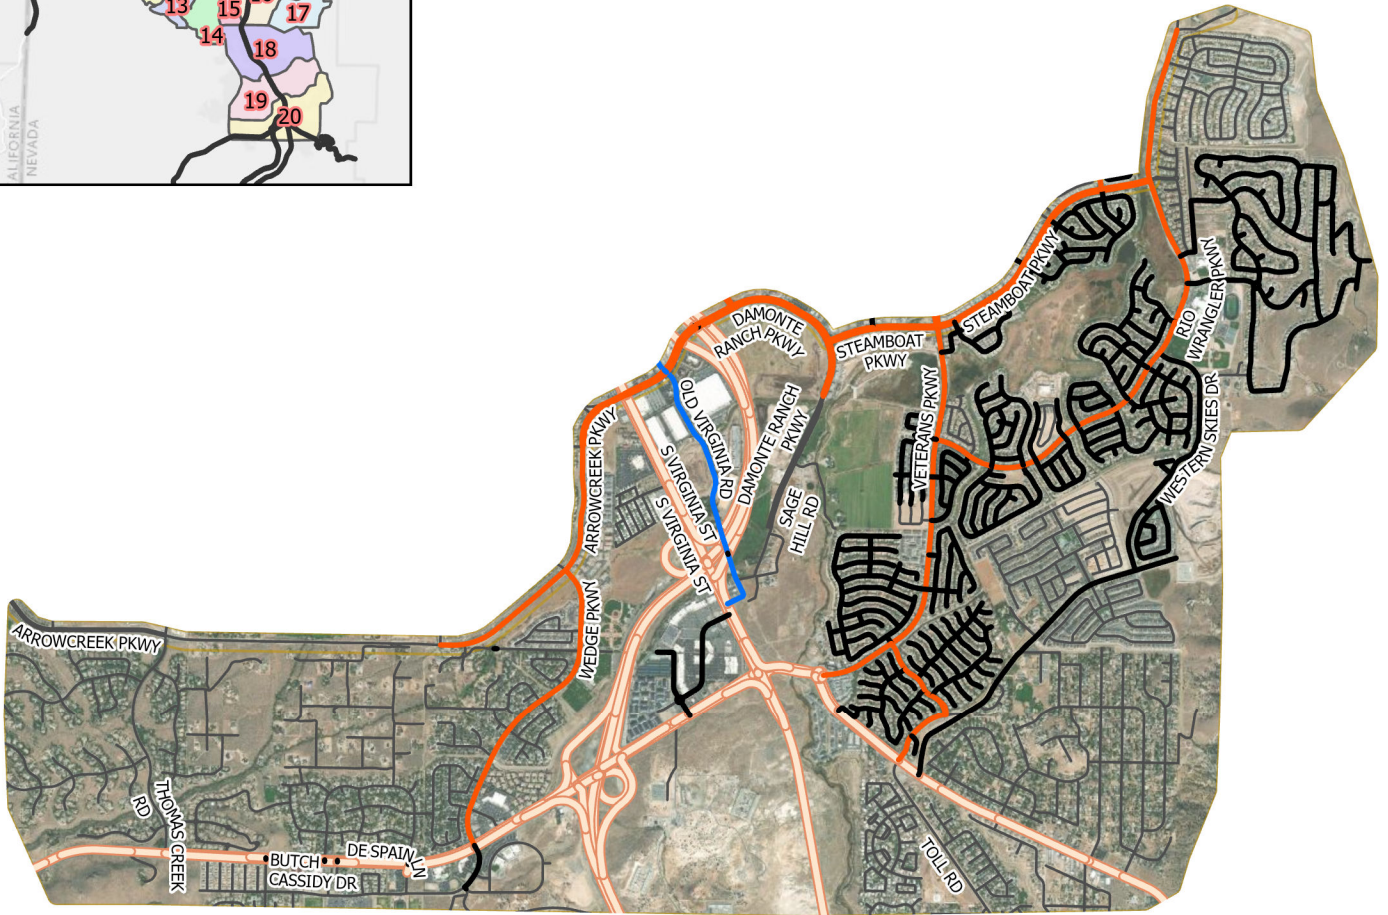 13
15
17
14
18
19
20
ALIFORNIA
NEVADA
DAMONTE
RANCH PKWY
STEAMBOAT
PKWY
STEAMBOAT PKWY
RIO
WRANGLER PKWY
WESTERN SKIES DR
VETERANS PKWY
OLD VIRGINIA RD
DAMONTE RANCH
PKWY
S VIRGINIA ST
S VIRGINIA ST
SAGE
HILL RD
ARROWCREEK PKWY
WEDGE PKWY
ARROWCREEK PKWY
THOMAS CREEK
RD
BUTCH
CASSIDY DR
DE SPAIN LN
TOLL RD